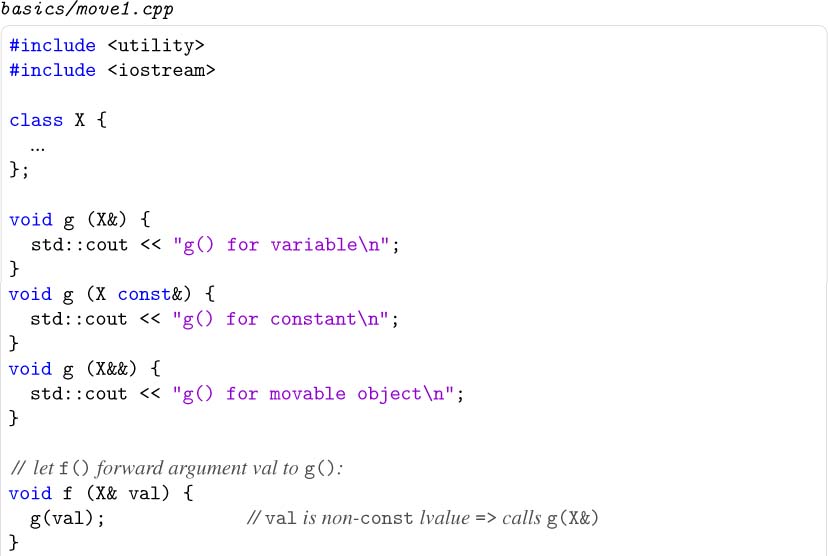 basics/move1.cpp
#include <utility>
#include <iostream>
class X {
...
};
void g (X&) {
std::cout << "g() for variable\n";
}
void g (X const&) {
std::cout << "g() for constant\n";
}
void g (X&&) {
std::cout << "g() for movable object\n";
}
// let f() forward argument val to g():
void f (X& val) {
g(val); // val is non-const lvalue => calls g(X&)
}